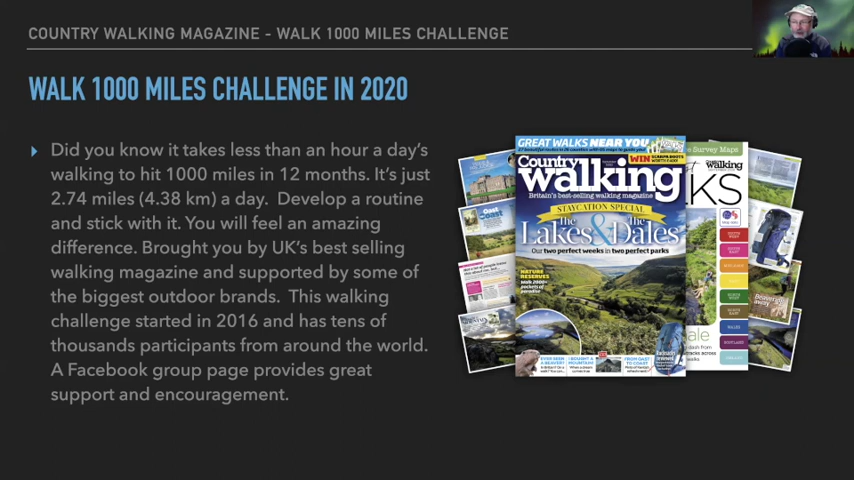 COUNTRY WALKING MAGAZINE - WALK 1000 MILES CHALLENGE
WALK 1000 MILES CHALLENGE IN 2020
Did you know it takes less than an hour a day's
walking to hit 1000 miles in 12 months. It's just
2.74 miles (4.38 km) a day. Develop a routine
and stick with it. You will feel an amazing
difference. Brought you by UK's best selling
walking magazine and supported by some of
the biggest outdoor brands. This walking
challenge started in 2016 and has tens of
thousands participants from around the world.
A Facebook group page provides great
support and encouragement.
GREAT WALKS NEAR YOU
WIN
Country
walking
Britain's best-selling walking magazine
STAYCATION SPECIAL
The Lakes & The Dales
Our two perfect weeks in two perfect parks
NATURE
RESERVES
Survey Maps
walking
KS
WALES